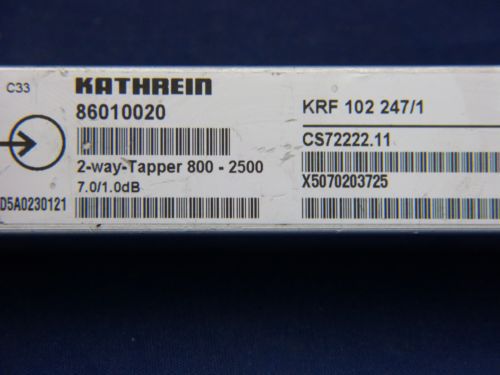 C33
KATHREIN
86010020
2-way-Tapper 800 - 2500
7.0/1.0dB
D5A0230121
KRF 102 247/1
CS72222.11
X5070203725